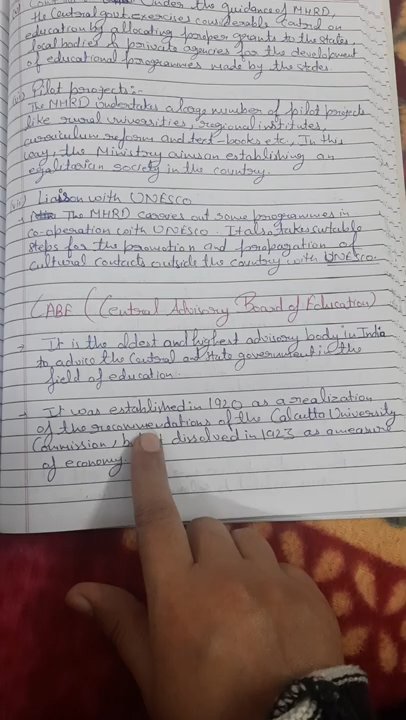 Under the guidance of MHRD,
the Central govt. exercises considerable control on
education by allocating proper grants to the states,
local bodies & private agencies for the development
of educational programmes made by the states.
Pilot projects:-
The MHRD undertakes a large number of pilot projects
like rural universities, regional institutes,
curriculum reform and text-books etc. In this
way, the Ministry aims on establishing an
egalitarian society in the country.
Liaison with UNESCO
The MHRD carries out some programmes in
co-operation with UNESCO. It also takes suitable
steps for the promotion and propagation of
cultural contacts outside the country with UNESCO.
CABE (Central Advisory Board of Education)
→ It is the oldest and highest advisory body in India
to advice the Central and State government in the
field of education.
→ It was established in 1920 as a realization
of the recommendations of the Calcutta University
Commission, dissolved in 1923 as a measure
of economy.